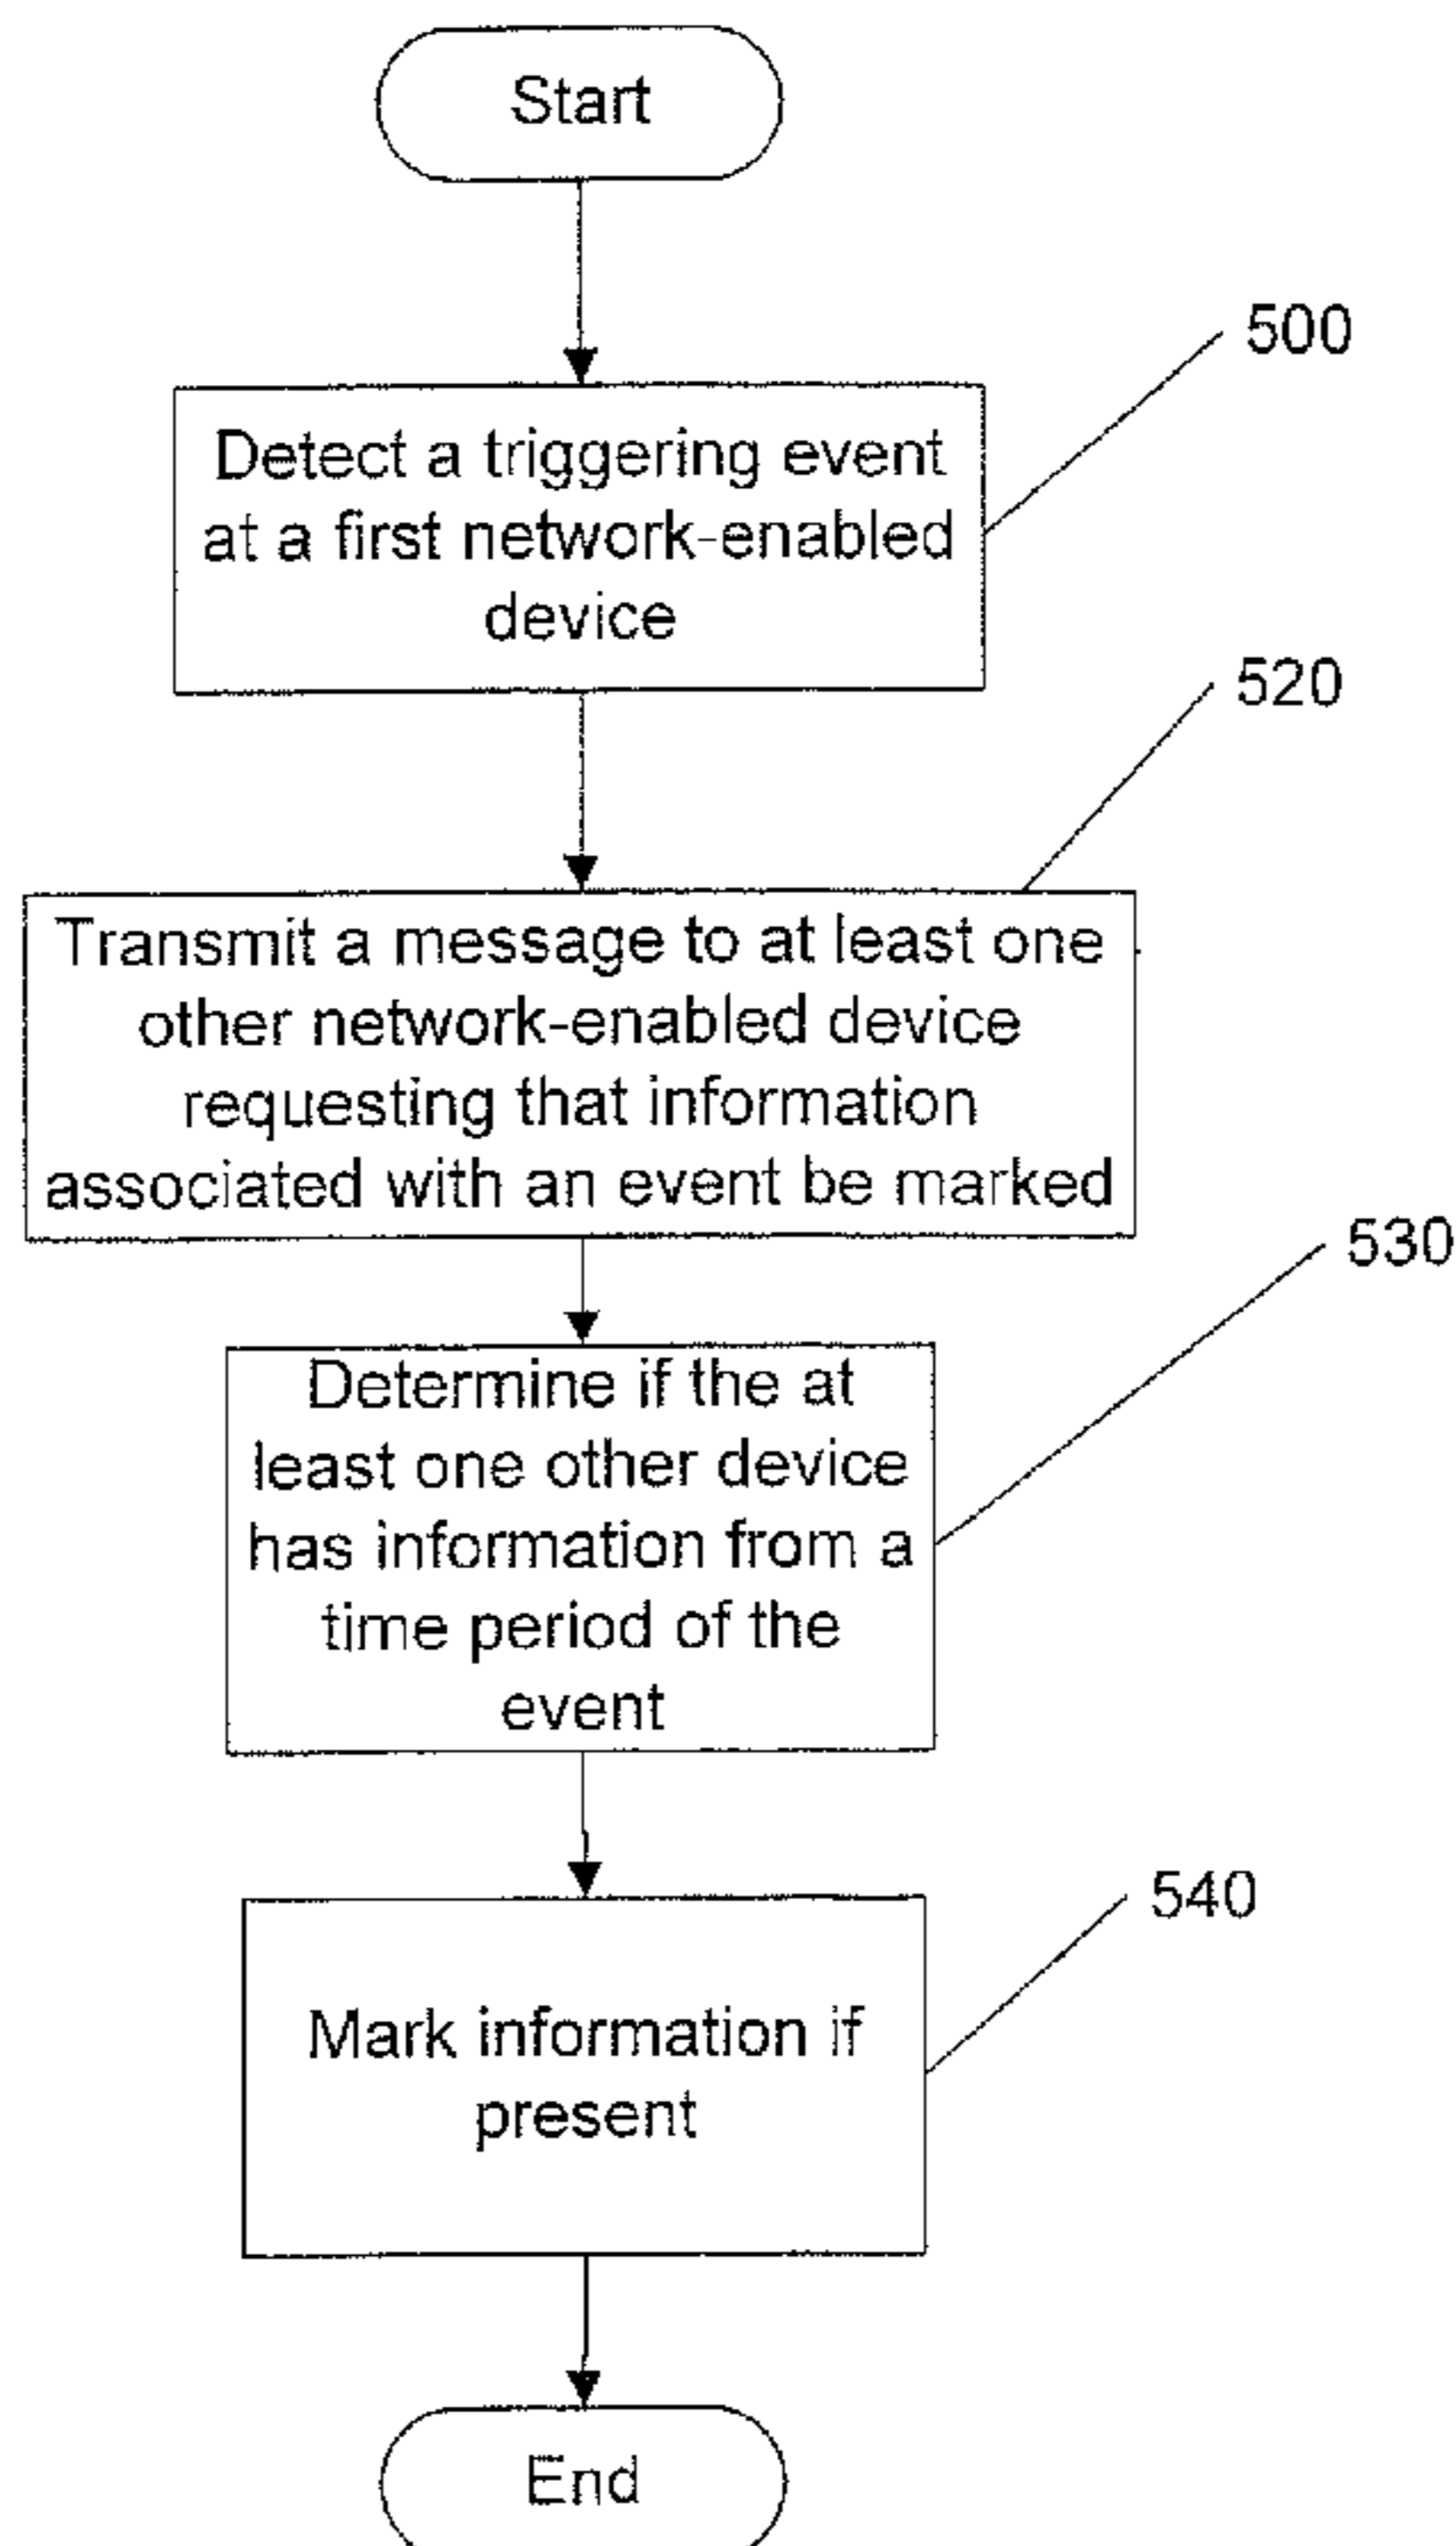 Start
500
Detect a triggering event
at a first network-enabled
device
520
Transmit a message to at least one
other network-enabled device
requesting that information
associated with an event be marked
530
Determine if the at
least one other device
has information from a
time period of the
event
540
Mark information if
present
End